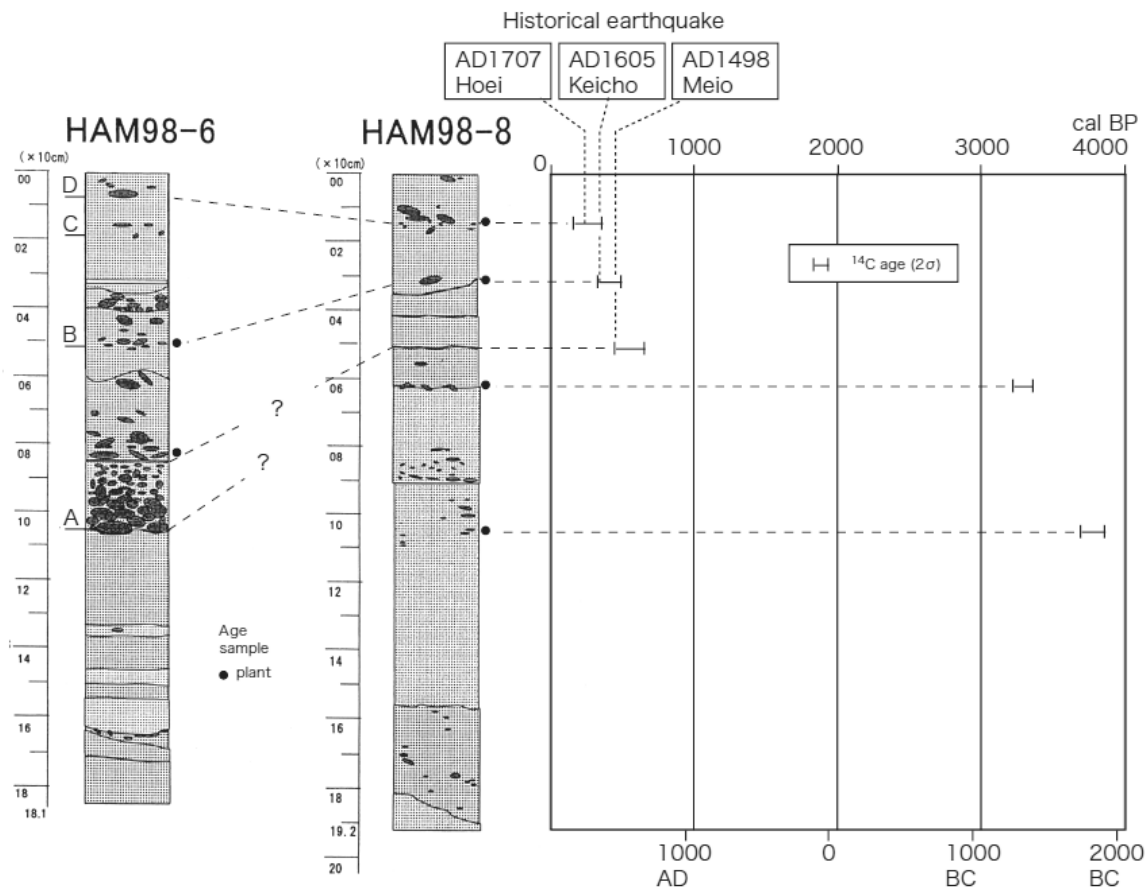 Historical earthquake
AD1707
Hoei
AD1605
Keicho
AD1498
Meio
HAM98-6
HAM98-8
cal BP
0
1000
2000
3000
4000
(×10cm)
00
02
04
06
08
10
12
14
16
18
18.1
D
C
B
A
(×10cm)
00
02
04
06
08
10
12
14
16
18
19.2
20
?
?
14C age (2σ)
Age
sample
plant
1000
AD
0
1000
BC
2000
BC